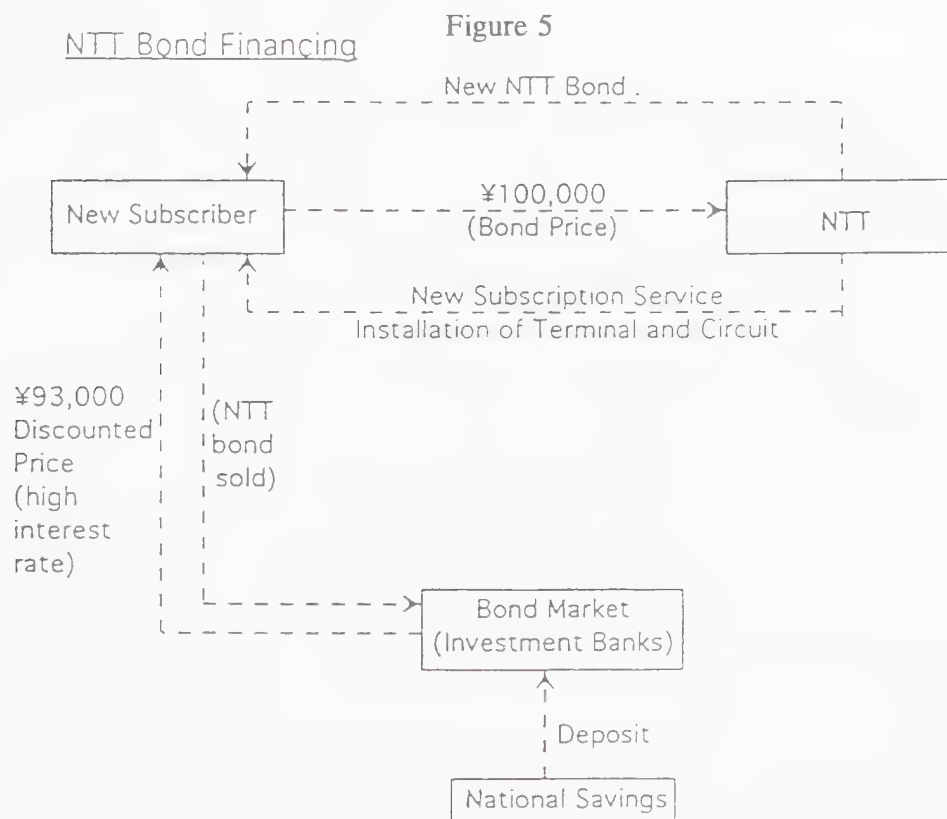 Figure 5
NTT Bond Financing
New NTT Bond .
New Subscriber
¥100,000
(Bond Price)
NTT
New Subscription Service
Installation of Terminal and Circuit
¥93,000
Discounted
Price
(high
interest
rate)
(NTT
bond
sold)
Bond Market
(Investment Banks)
Deposit
National Savings